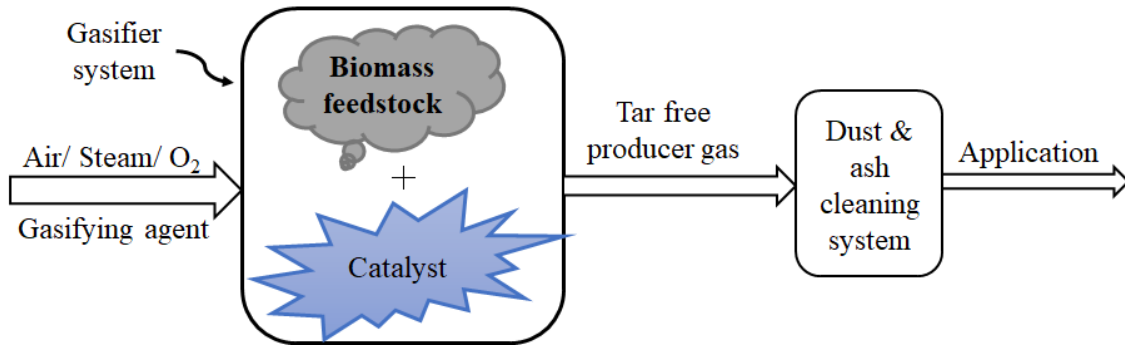 Gasifier
system
Biomass
feedstock
+
Catalyst
Air/ Steam/ O₂
Gasifying agent
Tar free
producer gas
Dust &
ash
cleaning
system
Application